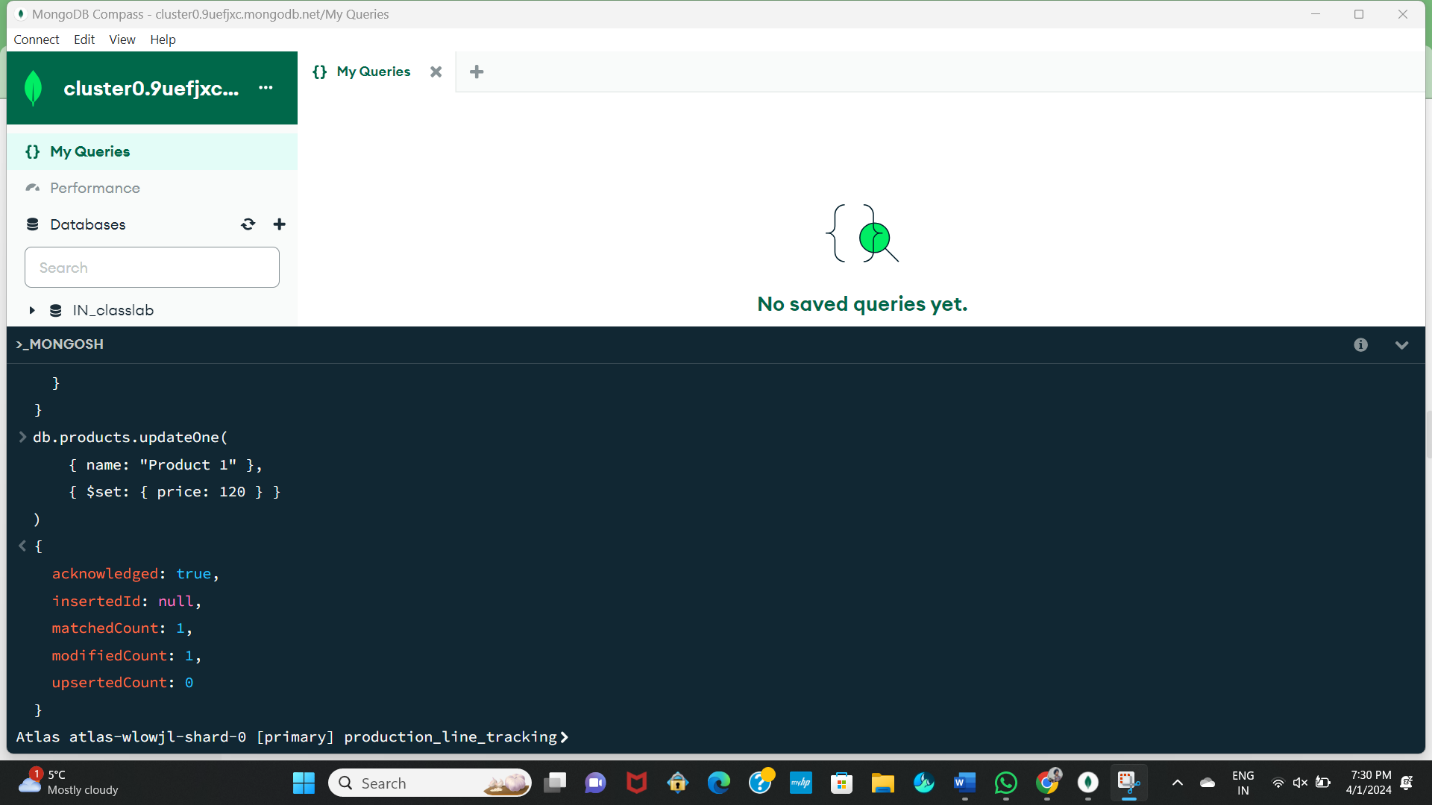 MongoDB Compass - cluster0.9uefjxc.mongodb.net/My Queries
Connect Edit View Help
cluster0.9uefjxc... ...
{} My Queries
+
{} My Queries
Performance
Databases
Search
IN_classlab
No saved queries yet.
>_MONGOSH
}
}
> db.products.updateOne(
{ name: "Product 1" },
{ $set: { price: 120 } }
)
< {
acknowledged: true,
insertedId: null,
matchedCount: 1,
modifiedCount: 1,
upsertedCount: 0
}
Atlas atlas-wlowjl-shard-0 [primary] production_line_tracking>
1
5°C
Mostly cloudy
Search
myhp
W
ENG
IN
7:30 PM
4/1/2024